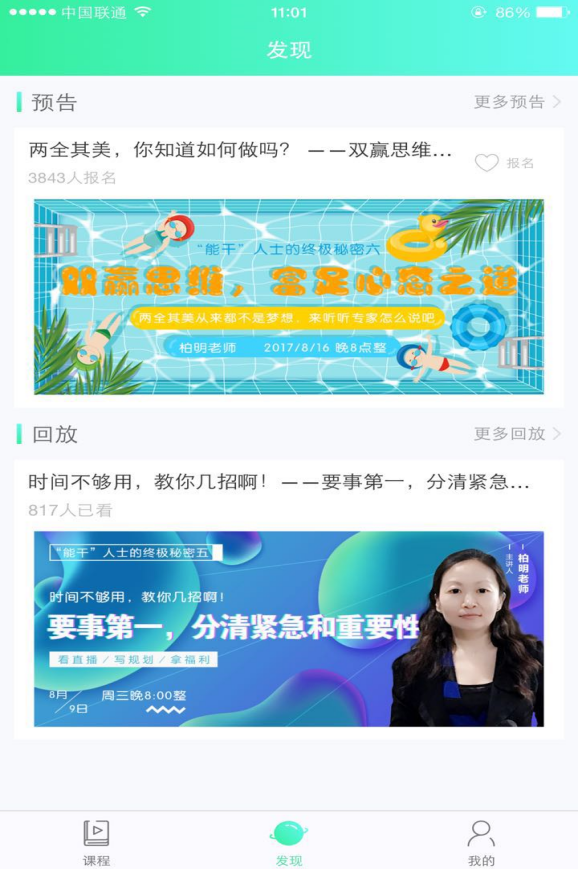 中国联通
11:01
86%
发现
预告
更多预告
两全其美，你知道如何做吗？ ——双赢思维...
报名
3843人报名
“能干”人士的终极秘密六
双赢思维，富足心态之道
两全其美从来都不是梦想，来听听专家怎么说吧
柏明老师 2017/8/16 晚8点整
回放
更多回放
时间不够用，教你几招啊！——要事第一，分清紧急...
817人已看
“能干”人士的终极秘密五
柏明老师
主讲人
时间不够用，教你几招啊！
要事第一，分清紧急和重要性
看直播/写规划/拿福利
8月/9日 周三晚8:00整
课程
发现
我的